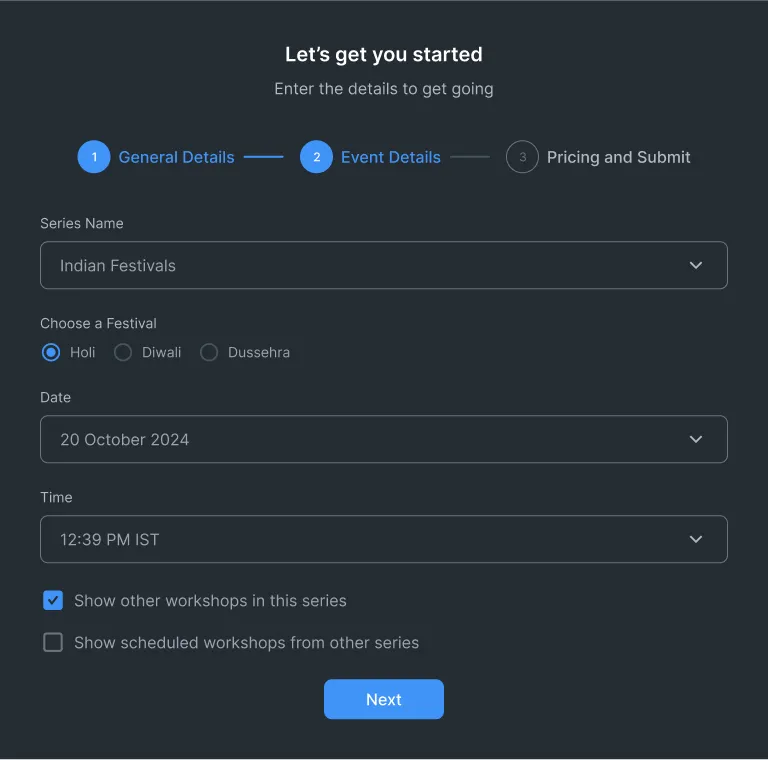 Let’s get you started
Enter the details to get going
1 General Details 2 Event Details 3 Pricing and Submit
Series Name
Indian Festivals
Choose a Festival
Holi Diwali Dussehra
Date
20 October 2024
Time
12:39 PM IST
Show other workshops in this series
Show scheduled workshops from other series
Next